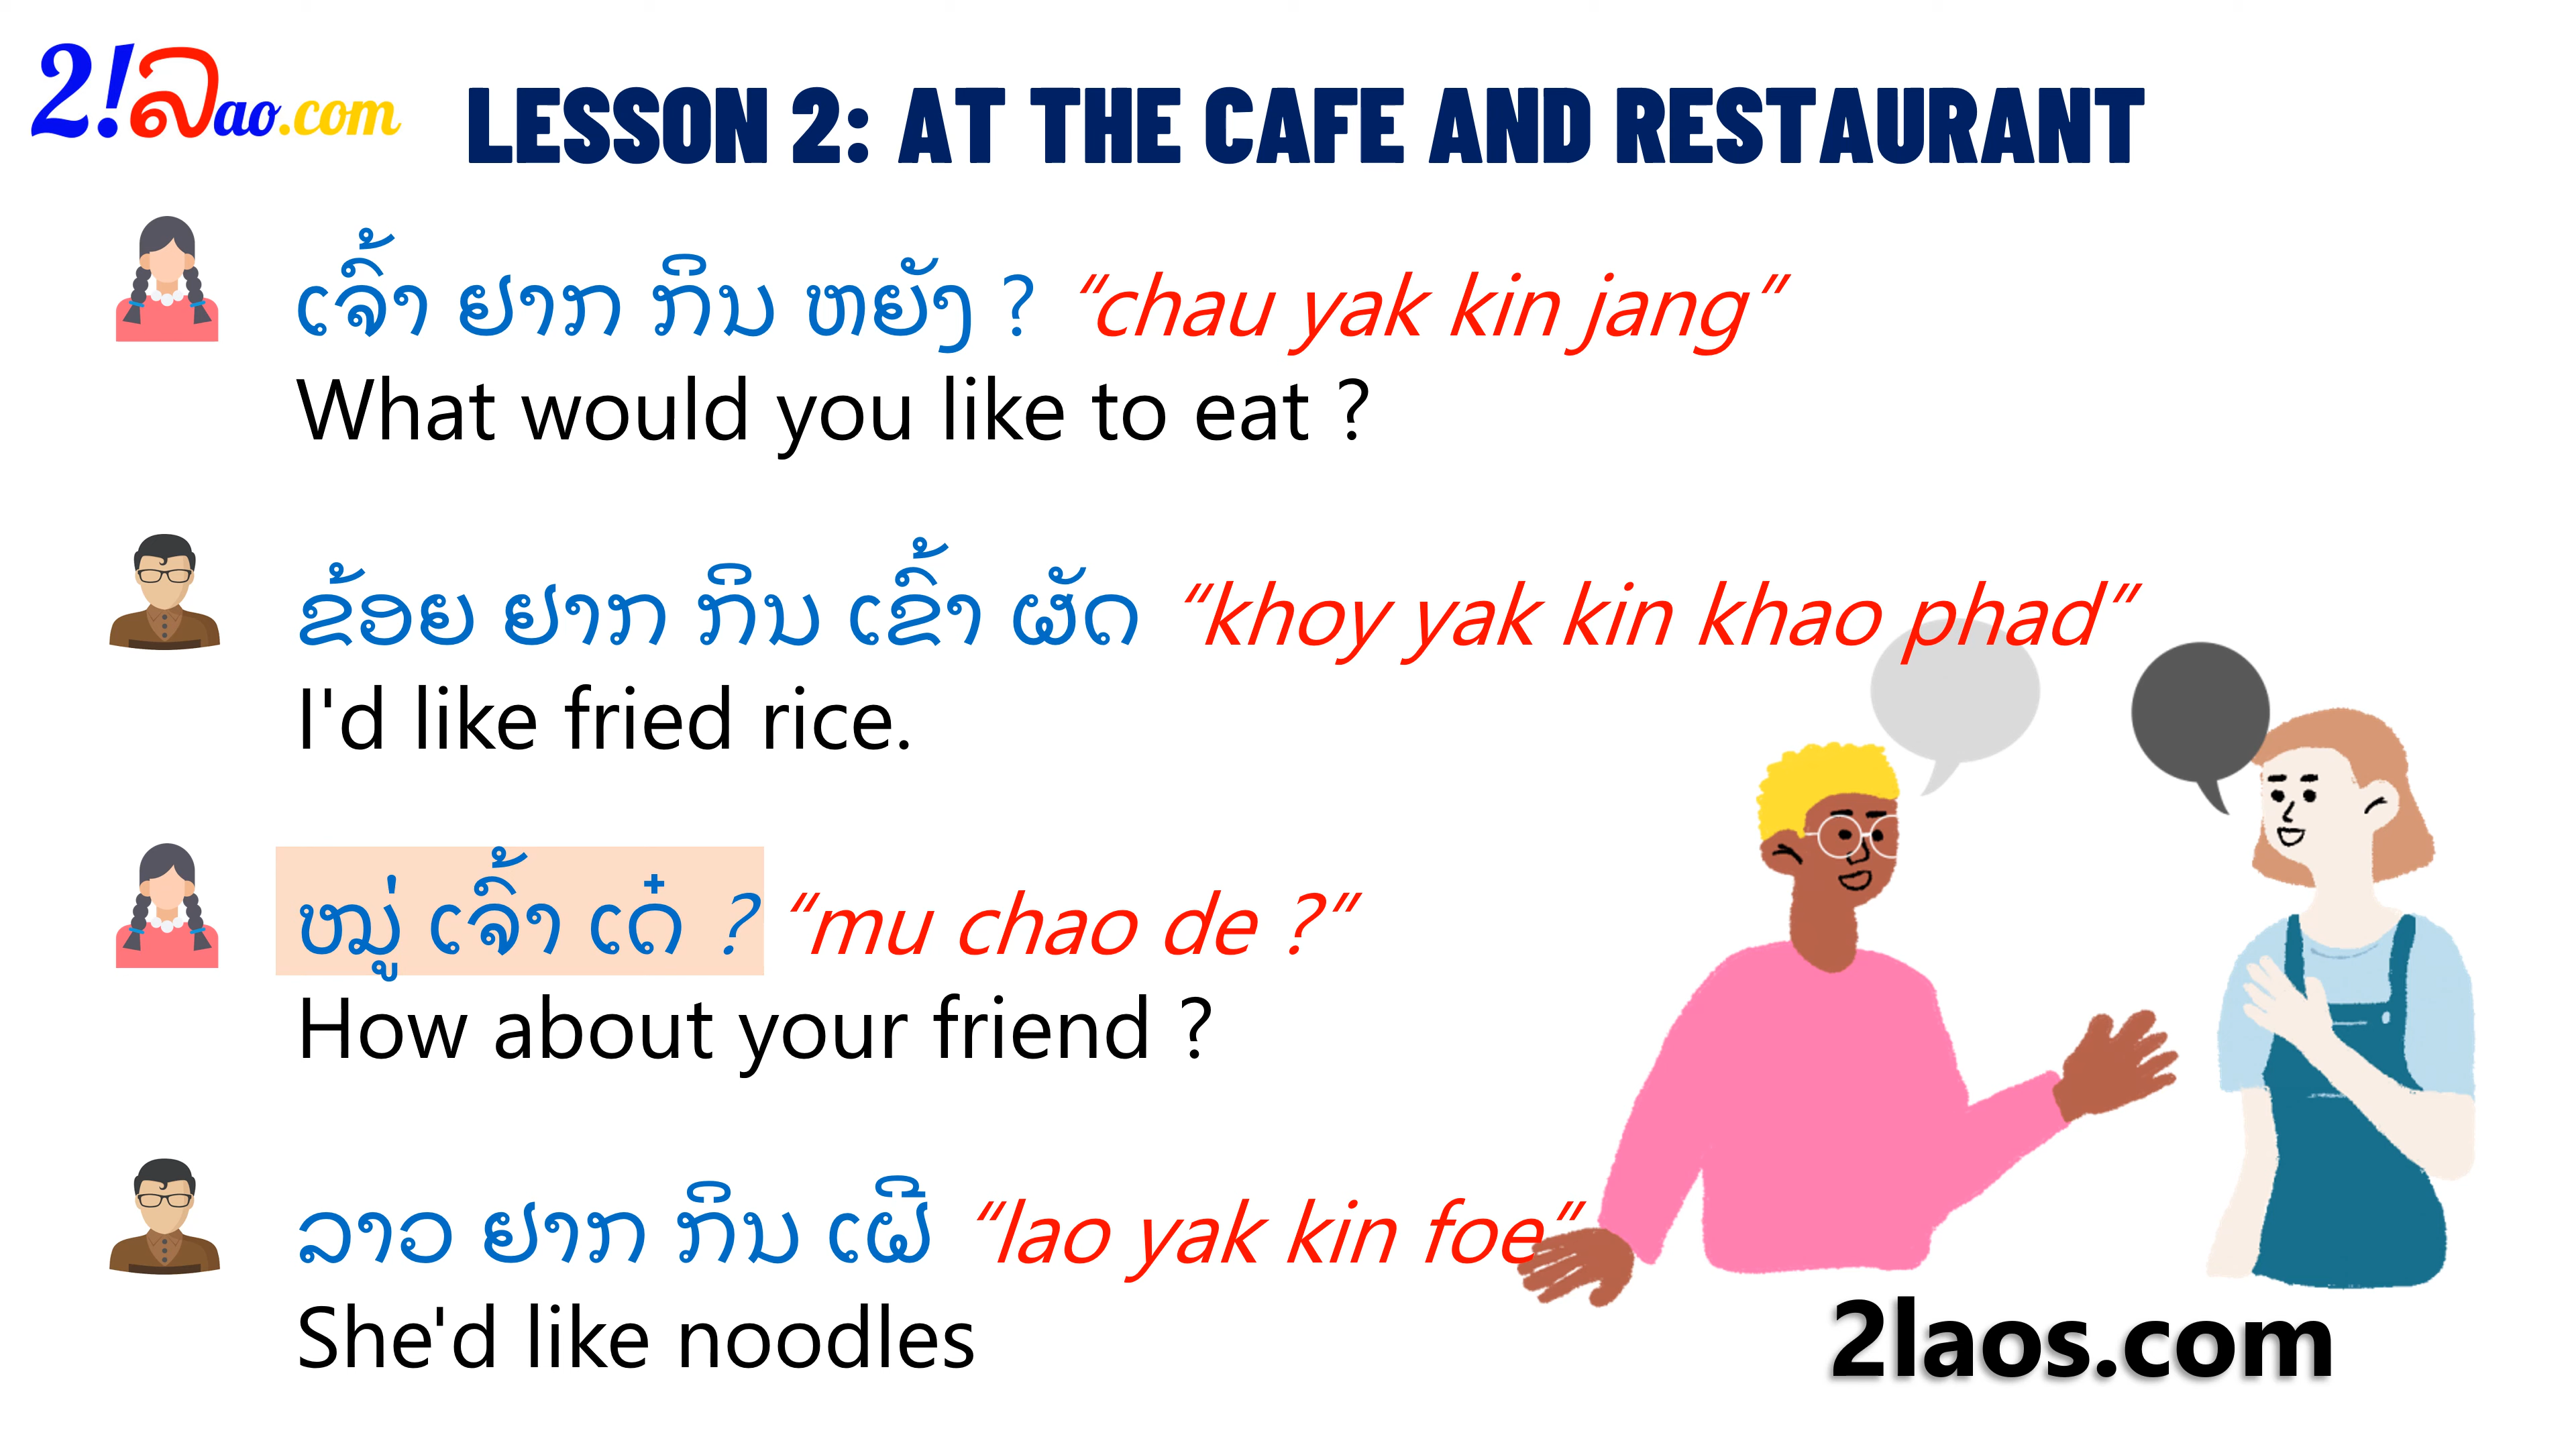 2!ລao.com
LESSON 2: AT THE CAFE AND RESTAURANT
ເຈົ້າ ຢາກ ກິນ ຫຍັງ ? “chau yak kin jang”
What would you like to eat ?
ຂ້ອຍ ຢາກ ກິນ ເຂົ້າ ຜັດ “khoy yak kin khao phad”
I'd like fried rice.
ໝູ່ ເຈົ້າ ເດ໋ ? “mu chao de ?”
How about your friend ?
ລາວ ຢາກ ກິນ ເຝີ “lao yak kin foe”
She'd like noodles
2laos.com